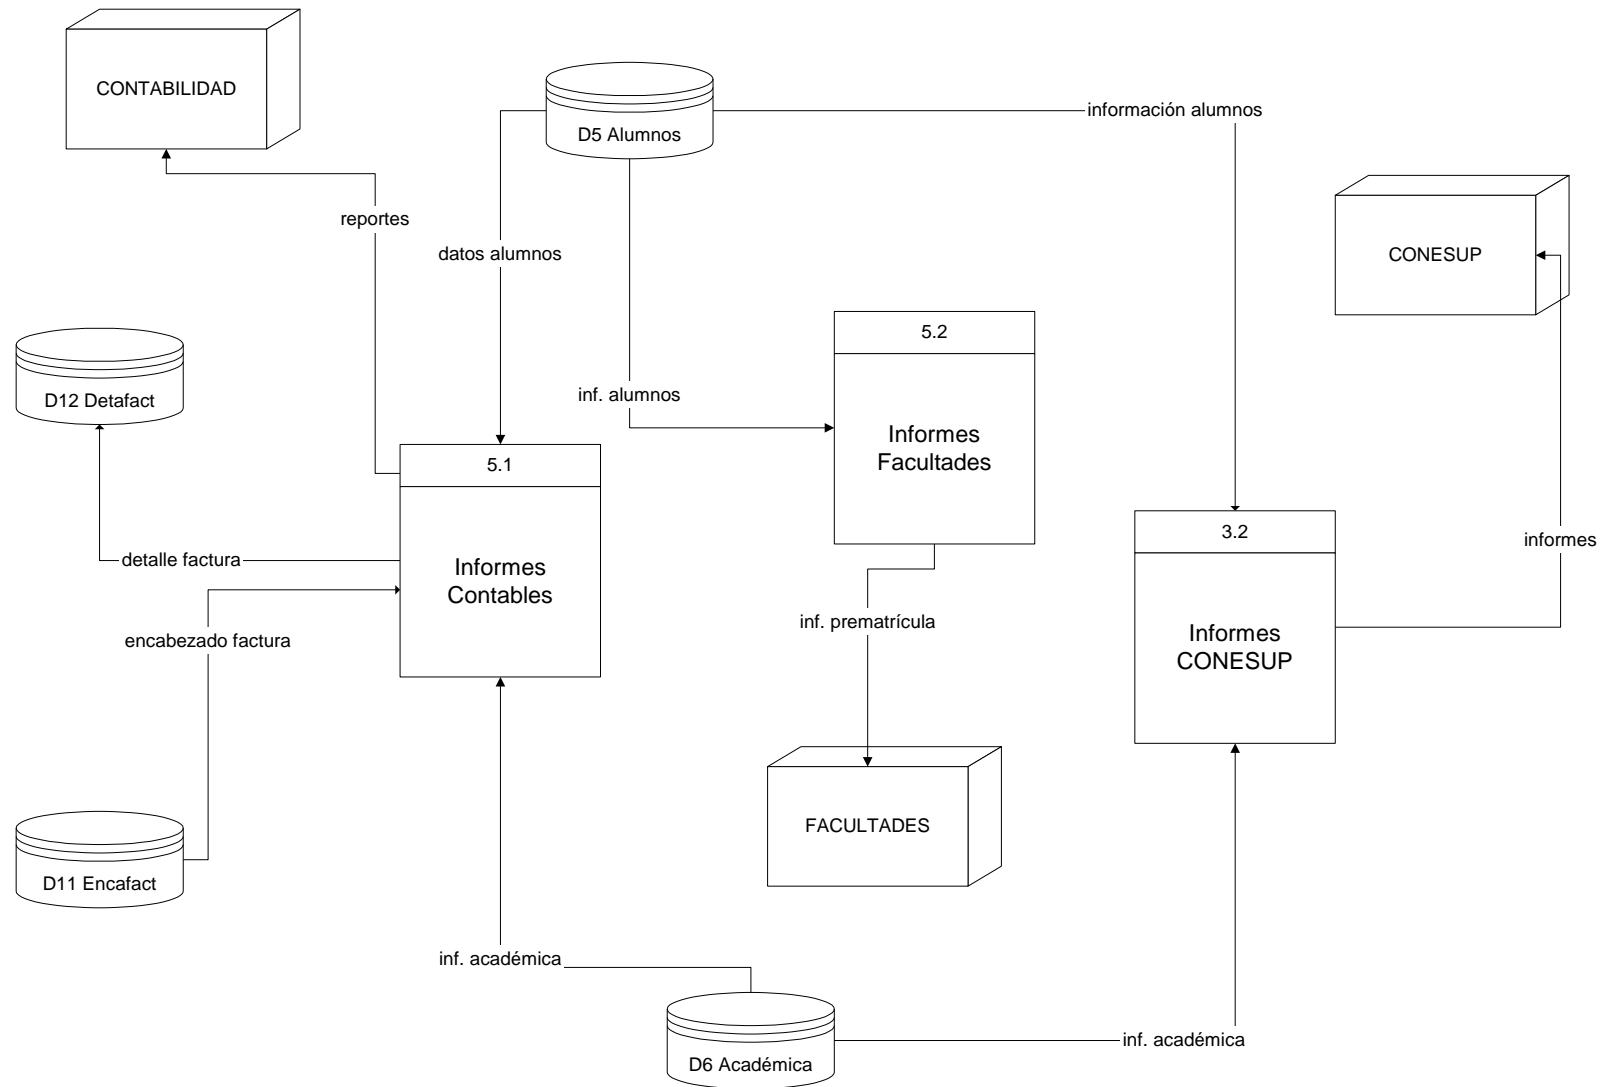 CONTABILIDAD
D5 Alumnos
información alumnos
reportes
datos alumnos
CONESUP
D12 Detafact
inf. alumnos
5.2
Informes
Facultades
5.1
Informes
Contables
detalle factura
encabezado factura
inf. prematrícula
3.2
Informes
CONESUP
informes
FACULTADES
D11 Encafact
inf. académica
D6 Académica
inf. académica